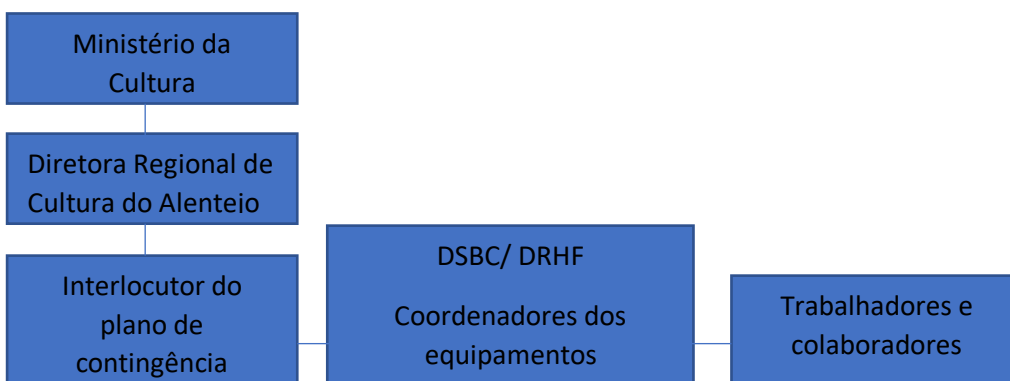 Ministério da
Cultura
Diretora Regional de
Cultura do Alentejo
Interlocutor do
plano de
contingência
DSBC/ DRHF
Coordenadores dos
equipamentos
Trabalhadores e
colaboradores